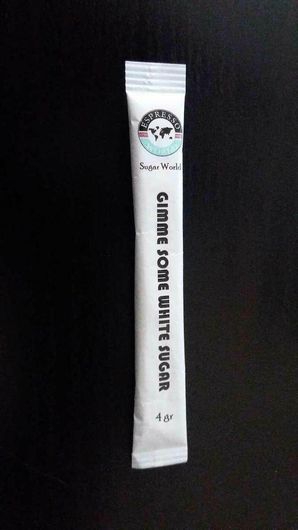 ESPRESSO
Sugar World
GIMME SOME WHITE SUGAR
4 gr